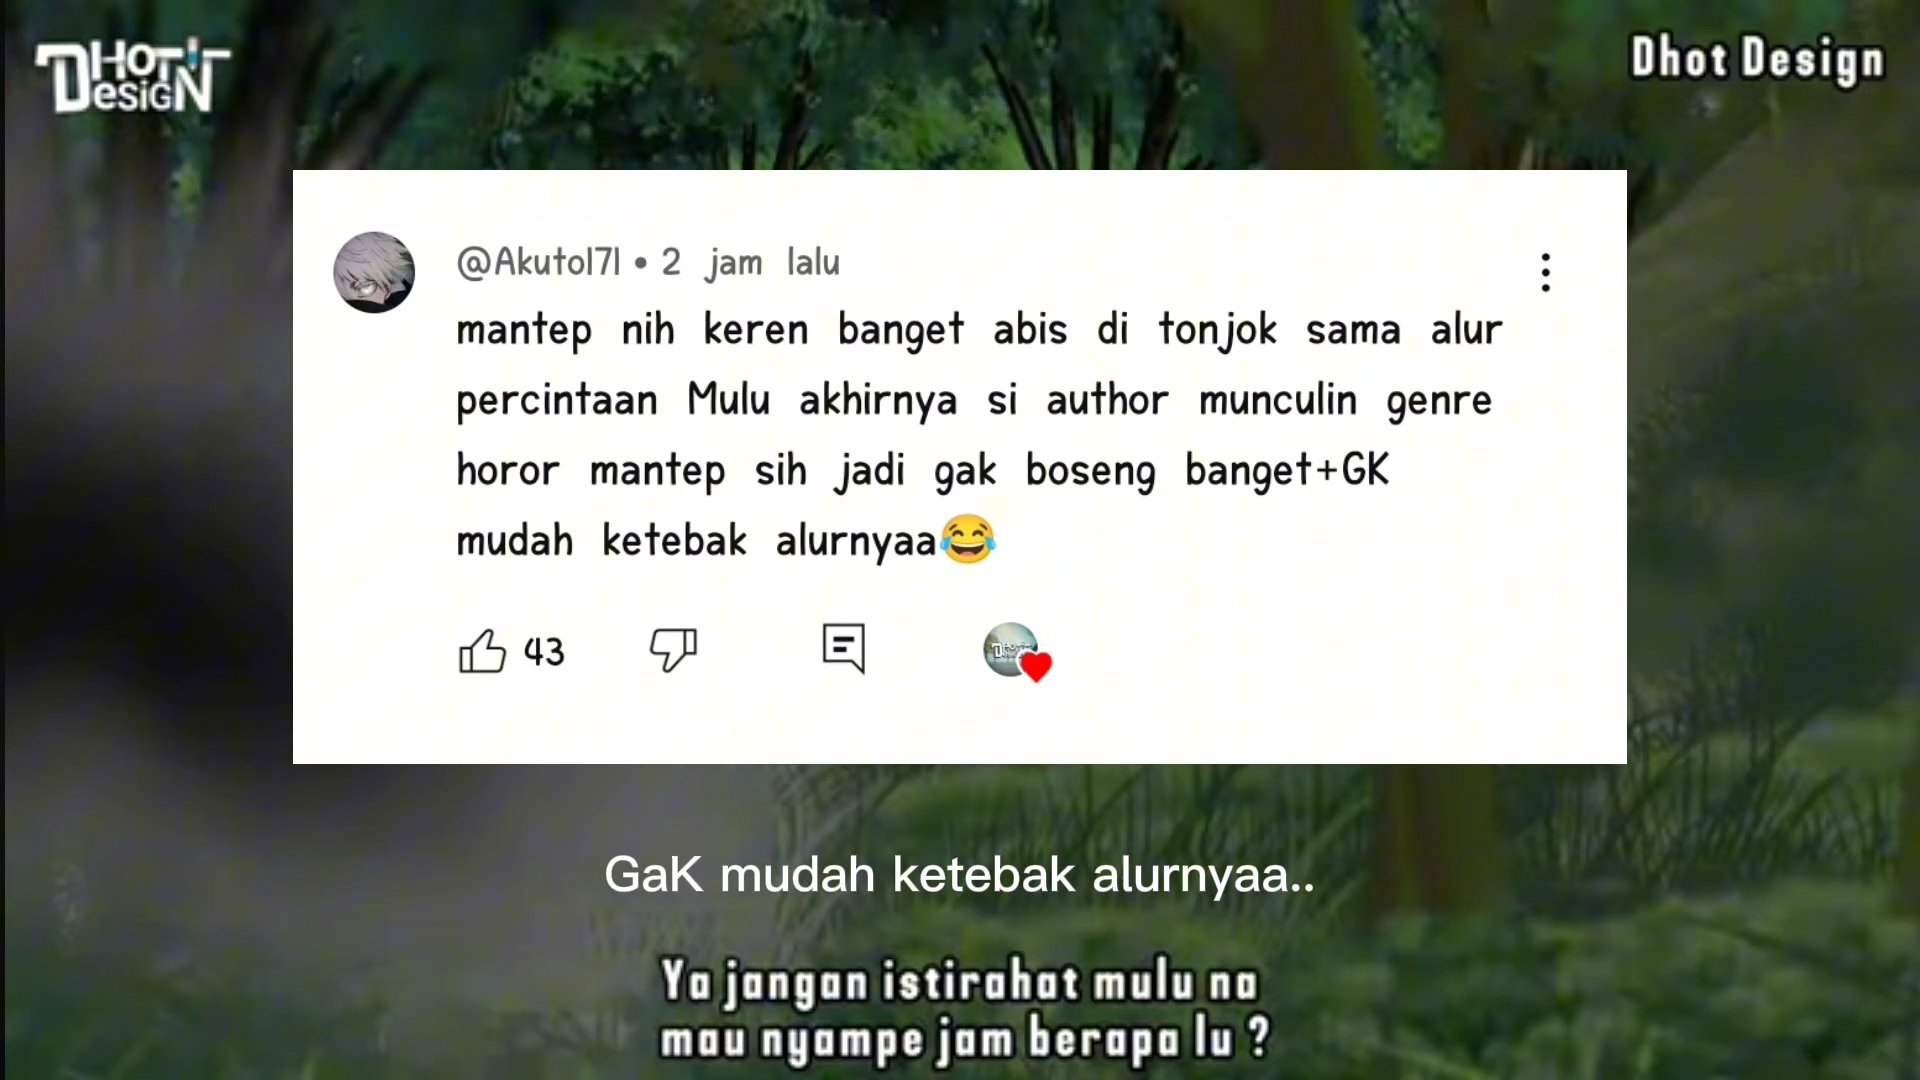 DHOT DesigN
Dhot Design
@Akuto171 • 2 jam lalu
mantep nih keren banget abis di tonjok sama alur
percintaan Mulu akhirnya si author munculin genre
horor mantep sih jadi gak boseng banget+GK
mudah ketebak alurnyaa😂
43
GaK mudah ketebak alurnyaa..
Ya jangan istirahat mulu na
mau nyampe jam berapa lu ?